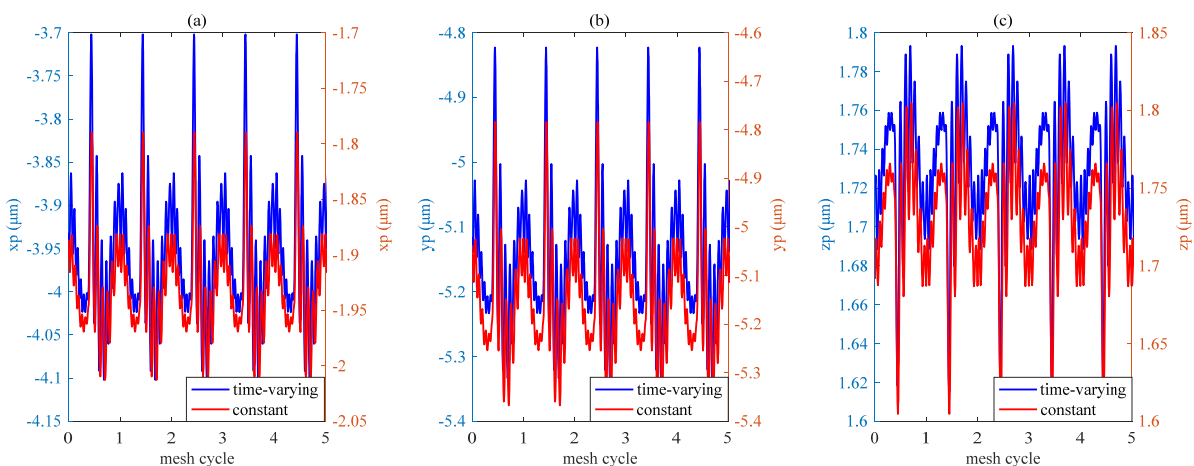 (a)
-3.7
-3.75
-3.8
-3.85
-3.9
-3.95
-4
-4.05
-4.1
-4.15
xp (μm)
-1.7
-1.75
-1.8
-1.85
-1.9
-1.95
-2
-2.05
xp (μm)
time-varying
constant
0 1 2 3 4 5
mesh cycle
(b)
-4.8
-4.9
-5
-5.1
-5.2
-5.3
-5.4
yp (μm)
-4.6
-4.7
-4.8
-4.9
-5
-5.1
-5.2
-5.3
-5.4
yp (μm)
time-varying
constant
0 1 2 3 4 5
mesh cycle
(c)
1.8
1.78
1.76
1.74
1.72
1.7
1.68
1.66
1.64
1.62
1.6
zp (μm)
1.85
1.8
1.75
1.7
1.65
1.6
zp (μm)
time-varying
constant
0 1 2 3 4 5
mesh cycle